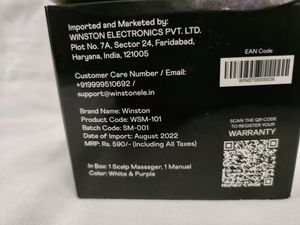 Imported and Marketed by:
WINSTON ELECTRONICS PVT. LTD.
Plot No. 7A, Sector 24, Faridabad,
Haryana, India, 121005
EAN Code
Customer Care Number / Email:
+919999510692 /
support@winstonele.in
WINST00000028
Brand Name: Winston
Product Code: WSM-101
Batch Code: SM-001
Date of Import: August 2022
MRP: Rs. 590/- (Including All Taxes)
SCAN THE QR CODE
TO REGISTER YOUR
WARRANTY
In Box: 1 Scalp Massager, 1 Manual
Color: White & Purple